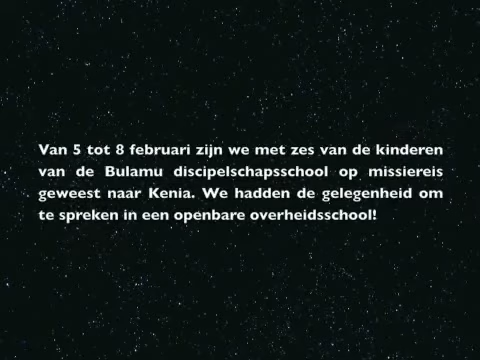 Van 5 tot 8 februari zijn we met zes van de kinderen
van de Bulamu discipelschapsschool op missiereis
geweest naar Kenia. We hadden de gelegenheid om
te spreken in een openbare overheidsschool!